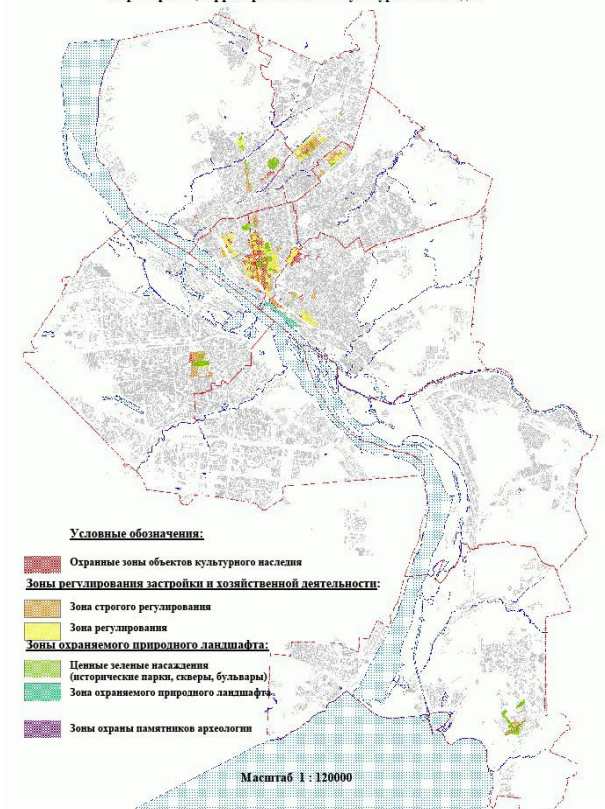 Условные обозначения:
Охранные зоны объектов культурного наследия
Зоны регулирования застройки и хозяйственной деятельности:
Зона строгого регулирования
Зона регулирования
Зоны охраняемого природного ландшафта:
Ценные зеленые насаждения
(исторические парки, скверы, бульвары)
Зона охраняемого природного ландшафта
Зоны охраны памятников археологии
Масштаб 1 : 120000